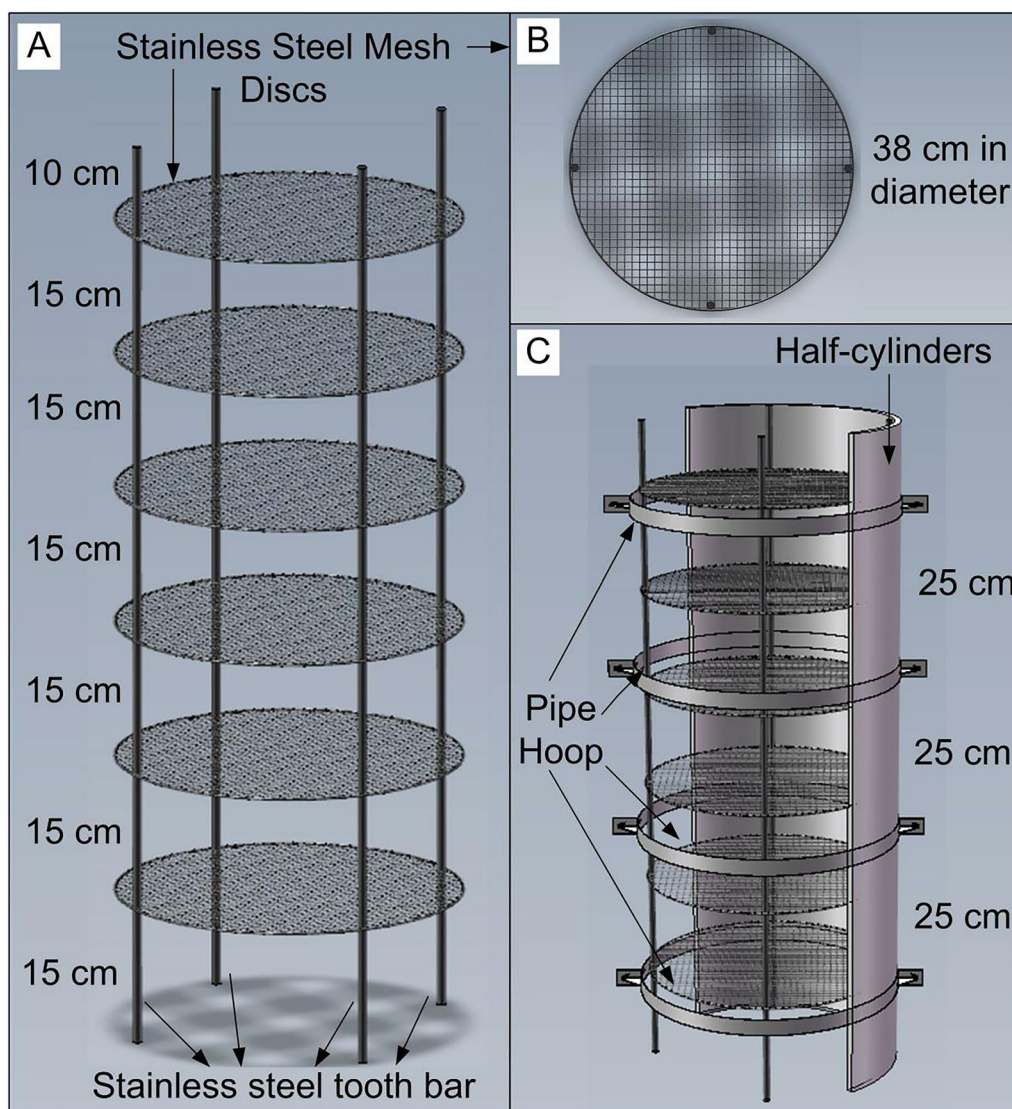 A
Stainless Steel Mesh
Discs
10 cm
15 cm
15 cm
15 cm
15 cm
15 cm
15 cm
Stainless steel tooth bar
B
38 cm in
diameter
C
Half-cylinders
25 cm
Pipe
Hoop
25 cm
25 cm